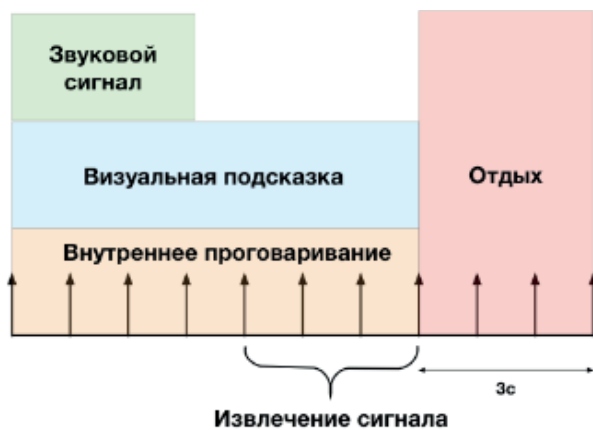 Звуковой
сигнал
Визуальная подсказка
Отдых
Внутреннее проговаривание
3с
Извлечение сигнала